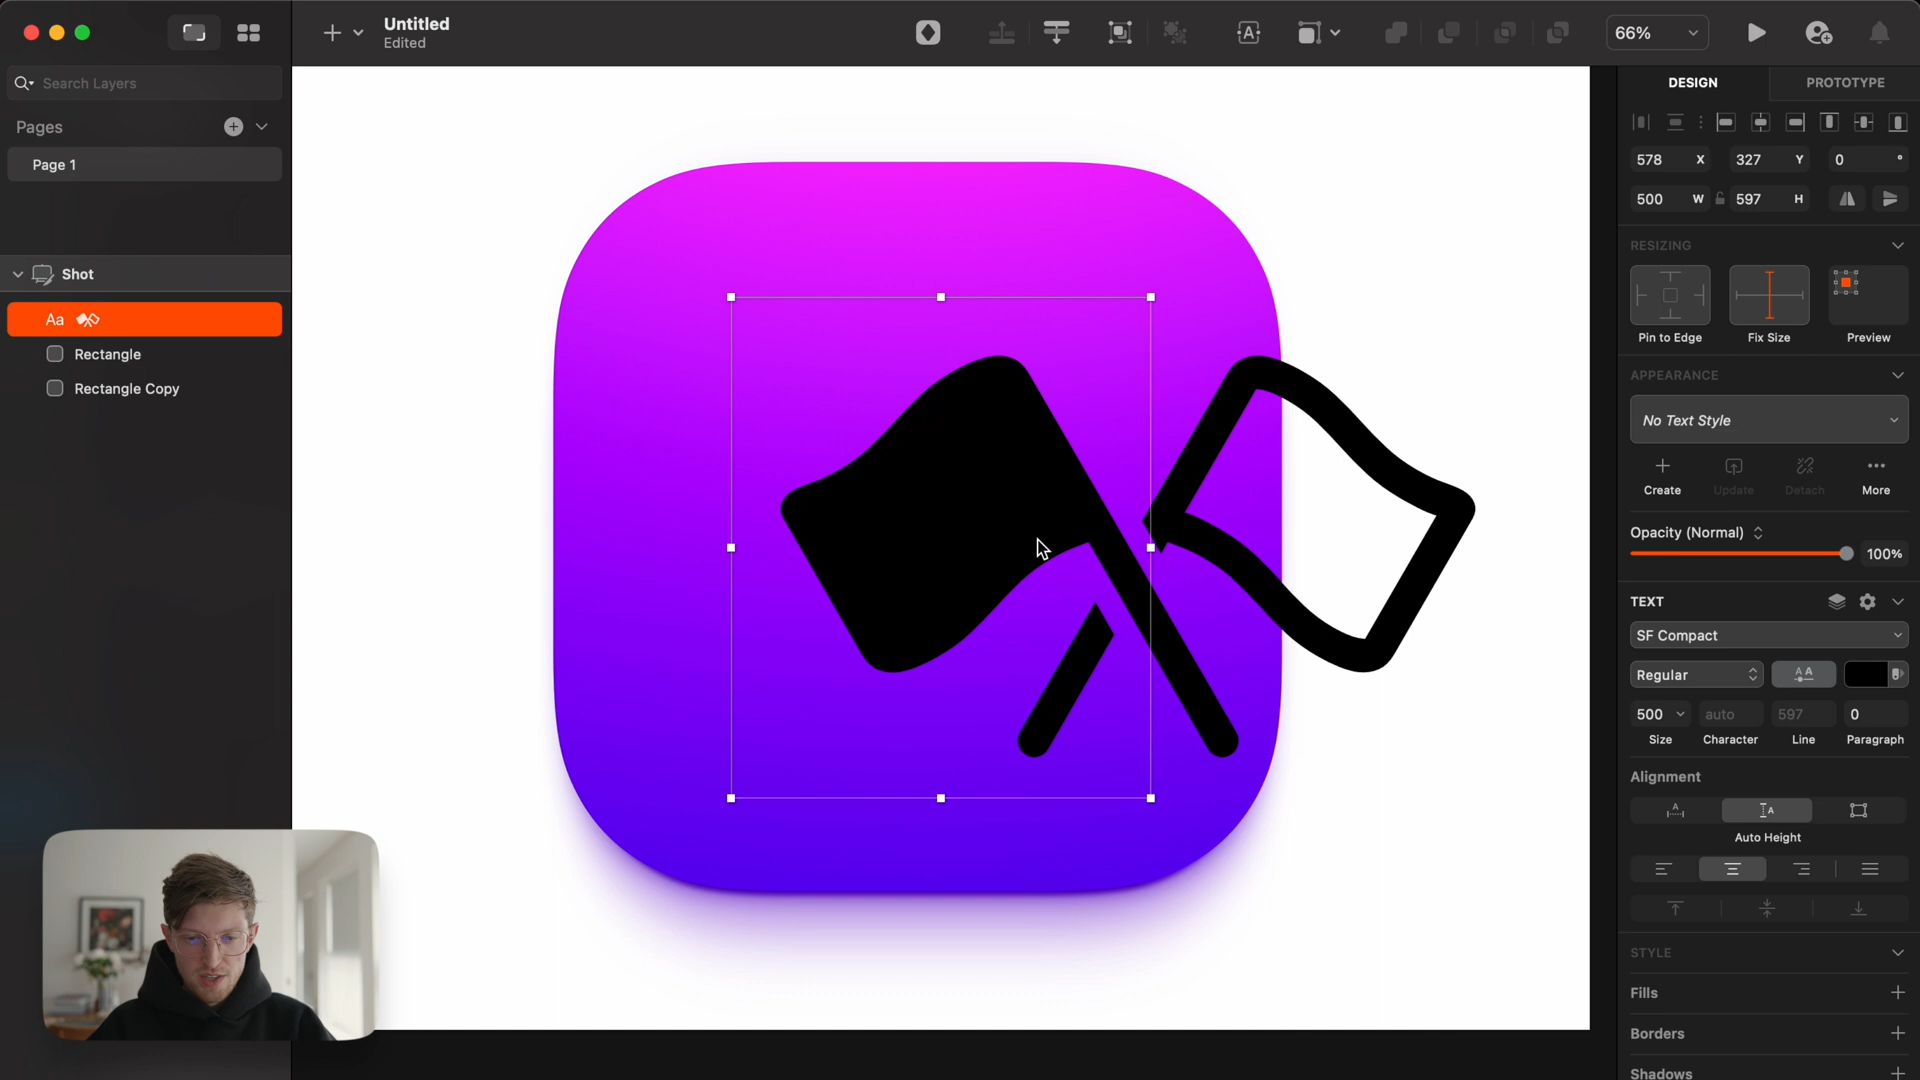 Untitled
Edited
66%
Search Layers
Pages
Page 1
Shot
Aa
Rectangle
Rectangle Copy
DESIGN
PROTOTYPE
578 X
327 Y
0 °
500 W
597 H
RESIZING
Pin to Edge
Fix Size
Preview
APPEARANCE
No Text Style
Create
Update
Detach
More
Opacity (Normal)
100%
TEXT
SF Compact
Regular
500
auto
597
0
Size
Character
Line
Paragraph
Alignment
Auto Height
STYLE
Fills
Borders
Shadows